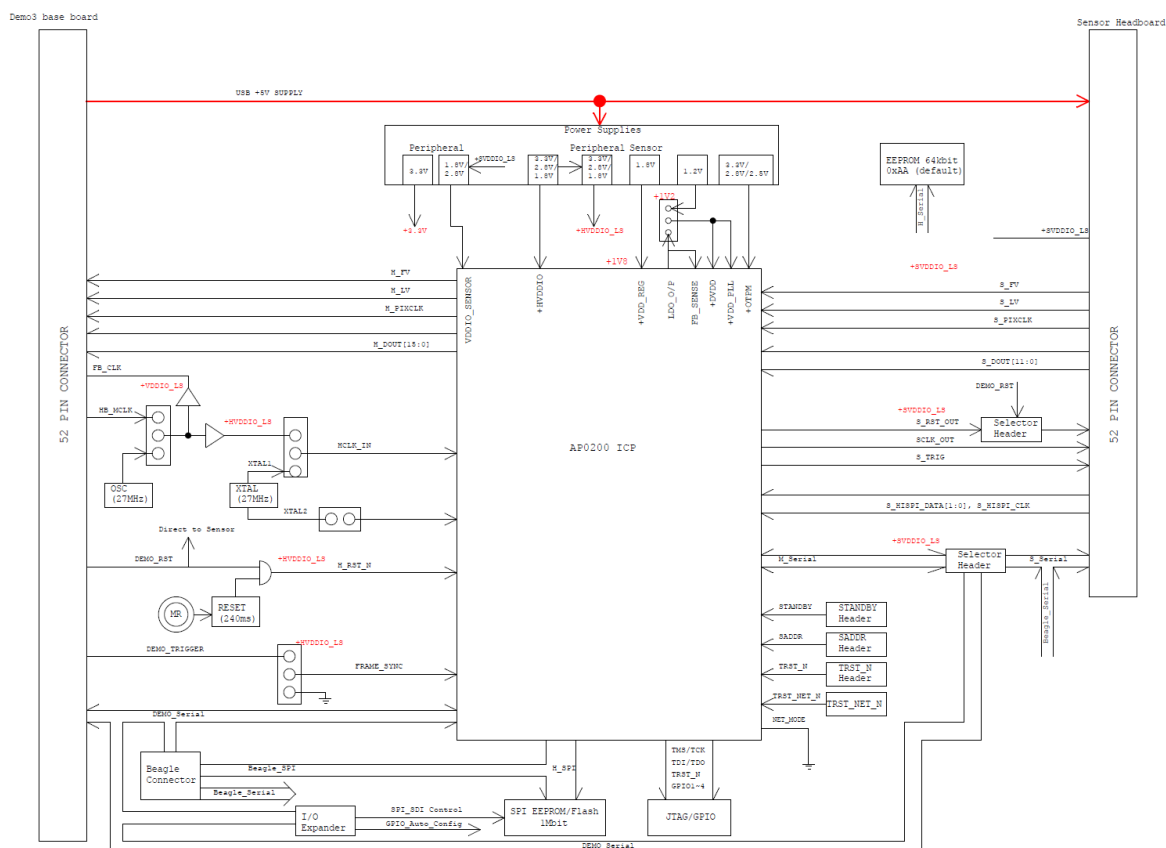 Demo3 base board
Sensor Headboard
USB +5V SUPPLY
Power Supplies
Peripheral
Peripheral Sensor
3.3V
1.8V/
2.8V
+SVDDIO_LS
3.3V/
2.8V/
1.8V
3.3V/
2.8V/
1.8V
1.8V
1.2V
3.3V/
2.8V/2.5V
EEPROM 64kbit
0xAA (default)
H_Serial
+1V2
+3.3V
+HVDDIO_LS
+1V8
+SVDDIO_LS
+SVDDIO_LS
VDDIO_SENSOR
+HVDDIO
+VDD_REG
LDO_O/P
FB_SENSE
+DVDD
+VDD_PLL
+OTPM
H_FV
H_LV
H_PIXCLK
H_DOUT[15:0]
S_FV
S_LV
S_PIXCLK
S_DOUT[11:0]
52 PIN CONNECTOR
52 PIN CONNECTOR
FB_CLK
+VDDIO_LS
HB_MCLK
+HVDDIO_LS
MCLK_IN
OSC
(27MHz)
XTAL1
XTAL
(27MHz)
XTAL2
AP0200 ICP
DEMO_RST
+SVDDIO_LS
S_RST_OUT
Selector
Header
SCLK_OUT
S_TRIG
S_HISPI_DATA[1:0], S_HISPI_CLK
Direct to Sensor
DEMO_RST
+HVDDIO_LS
H_RST_N
MR
RESET
(240ms)
+SVDDIO_LS
M_Serial
Selector
Header
S_Serial
Beagle_Serial
STANDBY
STANDBY
Header
SADDR
SADDR
Header
TRST_N
TRST_N
Header
TRST_NET_N
TRST_NET_N
NET_MODE
DEMO_TRIGGER
+HVDDIO_LS
FRAME_SYNC
DEMO_Serial
Beagle
Connector
Beagle_SPI
Beagle_Serial
H_SPI
TMS/TCK
TDI/TDO
TRST_N
GPIO1~4
I/O
Expander
SPI_SDI Control
GPIO_Auto_Config
SPI EEPROM/Flash
1Mbit
JTAG/GPIO
DEMO Serial